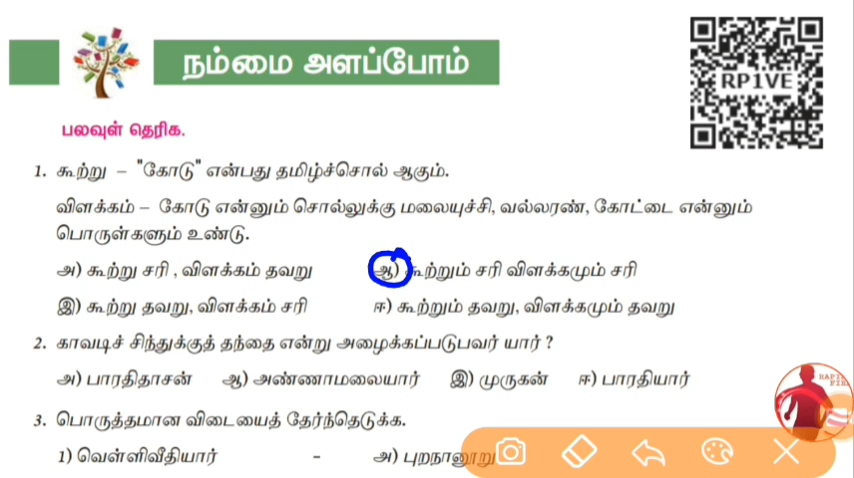 நம்மை அளப்போம்
RP1VE
பலவுள் தெரிக.
1. கூற்று – "கோடு" என்பது தமிழ்ச்சொல் ஆகும்.
விளக்கம் – கோடு என்னும் சொல்லுக்கு மலையுச்சி, வல்லரண், கோட்டை என்னும்
பொருள்களும் உண்டு.
அ) கூற்று சரி , விளக்கம் தவறு ஆ) கூற்றும் சரி விளக்கமும் சரி
இ) கூற்று தவறு, விளக்கம் சரி ஈ) கூற்றும் தவறு, விளக்கமும் தவறு
2. காவடிச் சிந்துக்குத் தந்தை என்று அழைக்கப்படுபவர் யார் ?
அ) பாரதிதாசன் ஆ) அண்ணாமலையார் இ) முருகன் ஈ) பாரதியார்
3. பொருத்தமான விடையைத் தேர்ந்தெடுக்க.
1) வெள்ளிவீதியார் - அ) புறநானூறு